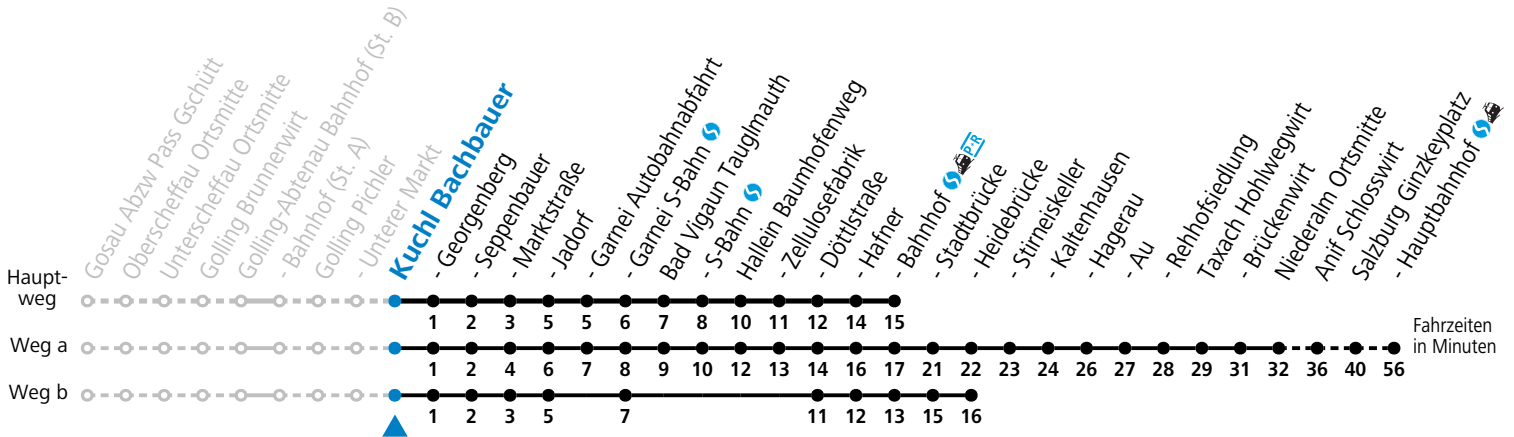 Gosau Abzw Pass Gschütt
Oberscheffau Ortsmitte
Unterscheffau Ortsmitte
Golling Brunnerwirt
Golling-Abtenau Bahnhof (St. B)
- Bahnhof (St. A)
Golling Pichler
- Unterer Markt
Kuchl Bachbauer
- Georgenberg
- Seppenbauer
- Marktstraße
- Jadorf
- Garnei Autobahnabfahrt
- Garnei S-Bahn
Bad Vigaun Tauglmauth
- S-Bahn
Hallein Baumhofenweg
- Zellulosefabrik
- Döttlstraße
- Hafner
- Bahnhof P+R
- Stadtbrücke
- Heidebrücke
- Stirneiskeller
- Kaltenhausen
- Hagerau
- Au
- Rehhofsiedlung
Taxach Hohlwegwirt
- Brückenwirt
Niederalm Ortsmitte
Anif Schlosswirt
Salzburg Ginzkeyplatz
- Hauptbahnhof
Haupt-
weg
1 2 3 5 5 6 7 8 10 11 12 14 15
Weg a
1 2 4 6 7 8 9 10 12 13 14 16 17 21 22 23 24 26 27 28 29 31 32 36 40 56
Fahrzeiten
in Minuten
Weg b
1 2 3 5 7 11 12 13 15 16